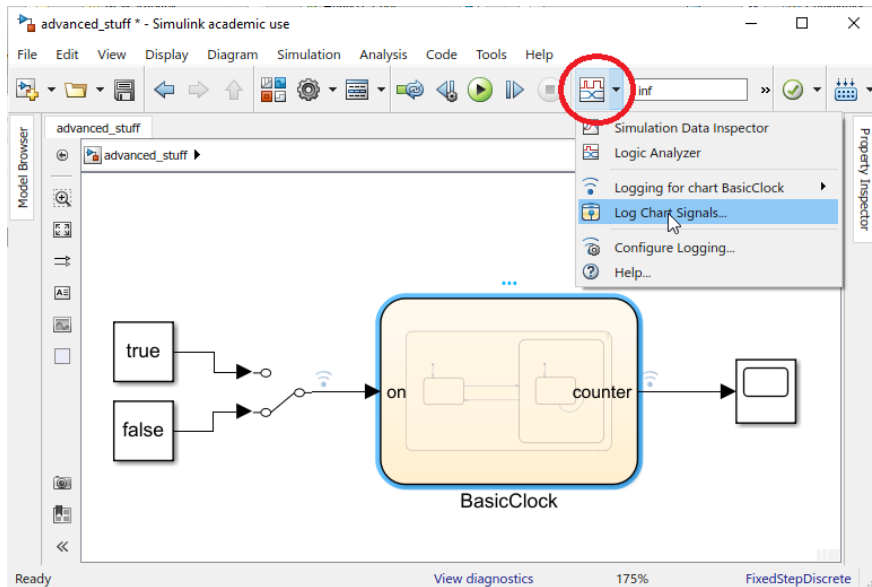 advanced_stuff * - Simulink academic use
File Edit View Display Diagram Simulation Analysis Code Tools Help
inf
»
Model Browser
advanced_stuff
advanced_stuff
Property Inspector
Simulation Data Inspector
Logic Analyzer
Logging for chart BasicClock
Log Chart Signals...
Configure Logging...
Help...
true
false
on
counter
BasicClock
Ready View diagnostics 175% FixedStepDiscrete